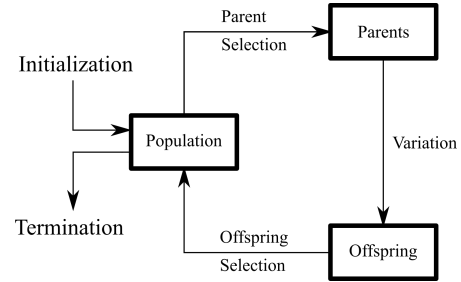 Parent
Selection
Parents
Initialization
Population
Variation
Termination
Offspring
Selection
Offspring